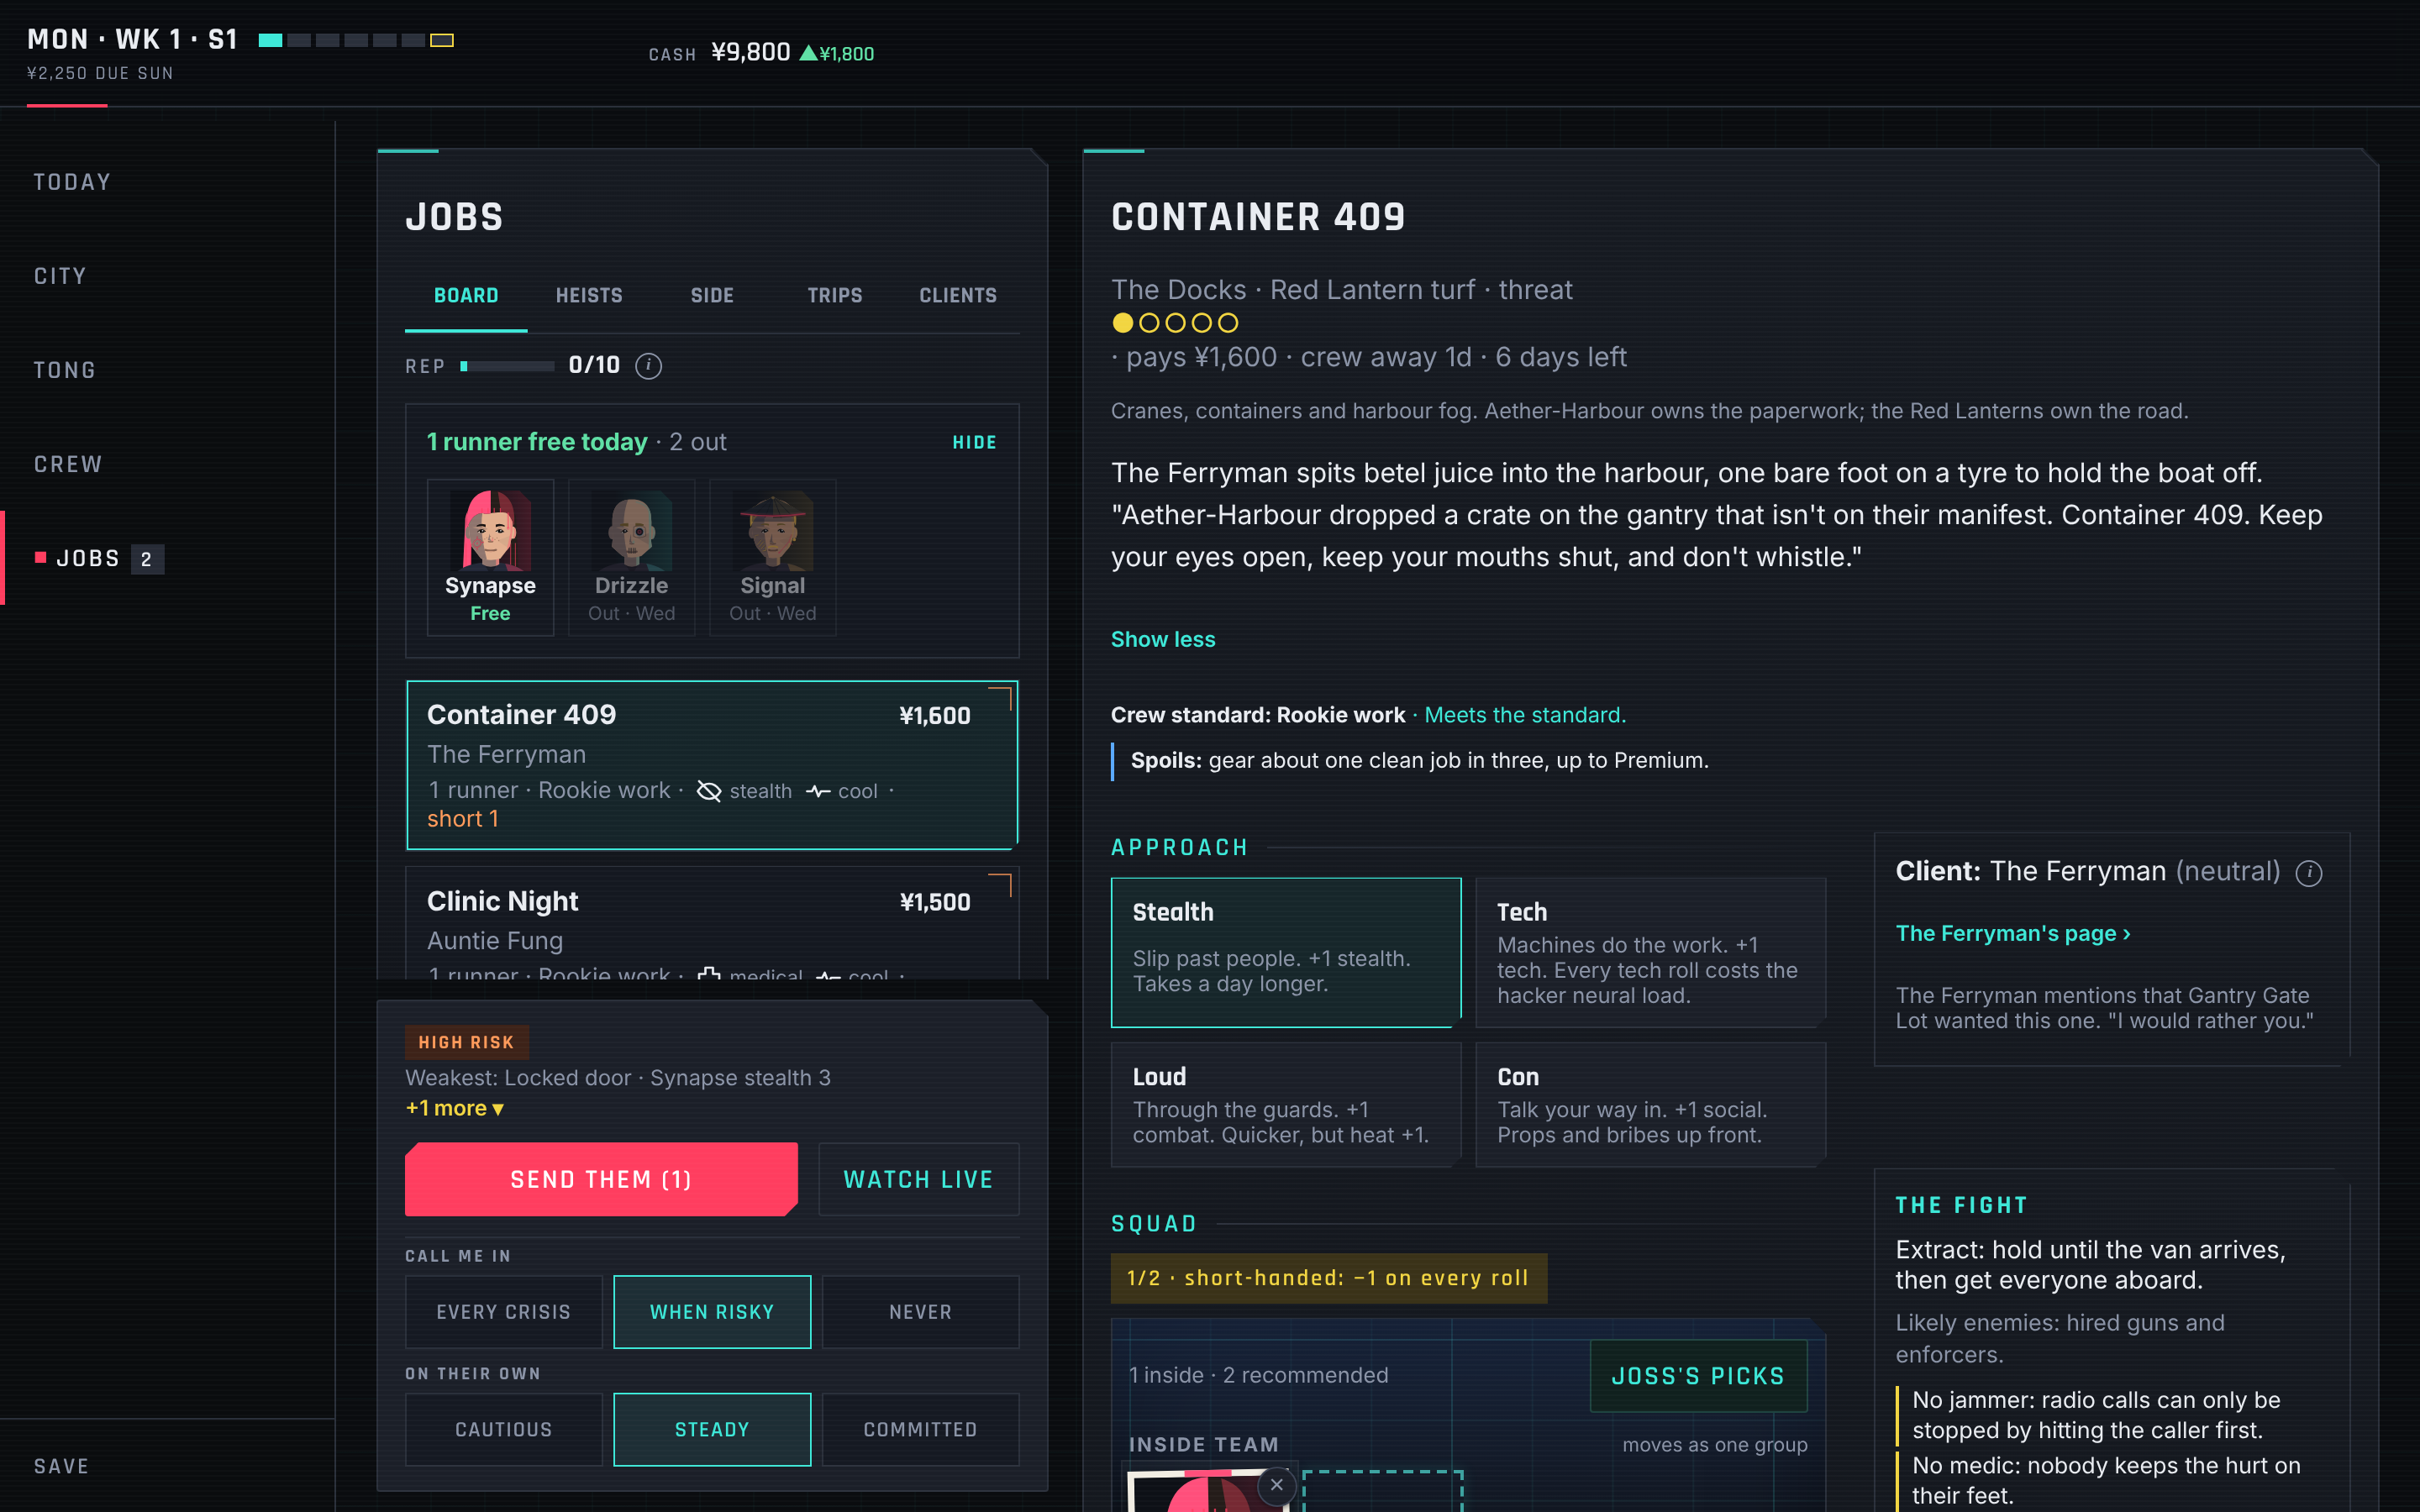 MON · WK 1 · S1
¥2,250 DUE SUN
CASH ¥9,800 ▲¥1,800
TODAY
CITY
TONG
CREW
JOBS 2
SAVE
JOBS
BOARD HEISTS SIDE TRIPS CLIENTS
REP 0/10 i
1 runner free today · 2 out HIDE
Synapse Drizzle Signal
Free Out · Wed Out · Wed
Container 409 ¥1,600
The Ferryman
1 runner · Rookie work · stealth cool ·
short 1
Clinic Night ¥1,500
Auntie Fung
1 runner · Rookie work · medical cool ·
HIGH RISK
Weakest: Locked door · Synapse stealth 3
+1 more ▾
SEND THEM (1) WATCH LIVE
CALL ME IN
EVERY CRISIS WHEN RISKY NEVER
ON THEIR OWN
CAUTIOUS STEADY COMMITTED
CONTAINER 409
The Docks · Red Lantern turf · threat
· pays ¥1,600 · crew away 1d · 6 days left
Cranes, containers and harbour fog. Aether-Harbour owns the paperwork; the Red Lanterns own the road.
The Ferryman spits betel juice into the harbour, one bare foot on a tyre to hold the boat off.
"Aether-Harbour dropped a crate on the gantry that isn't on their manifest. Container 409. Keep
your eyes open, keep your mouths shut, and don't whistle."
Show less
Crew standard: Rookie work · Meets the standard.
Spoils: gear about one clean job in three, up to Premium.
APPROACH
Stealth
Slip past people. +1 stealth.
Takes a day longer.
Tech
Machines do the work. +1
tech. Every tech roll costs the
hacker neural load.
Loud
Through the guards. +1
combat. Quicker, but heat +1.
Con
Talk your way in. +1 social.
Props and bribes up front.
SQUAD
1/2 · short-handed: −1 on every roll
1 inside · 2 recommended JOSS'S PICKS
INSIDE TEAM moves as one group
×
Client: The Ferryman (neutral) i
The Ferryman's page ›
The Ferryman mentions that Gantry Gate
Lot wanted this one. "I would rather you."
THE FIGHT
Extract: hold until the van arrives,
then get everyone aboard.
Likely enemies: hired guns and
enforcers.
No jammer: radio calls can only be
stopped by hitting the caller first.
No medic: nobody keeps the hurt on
their feet.